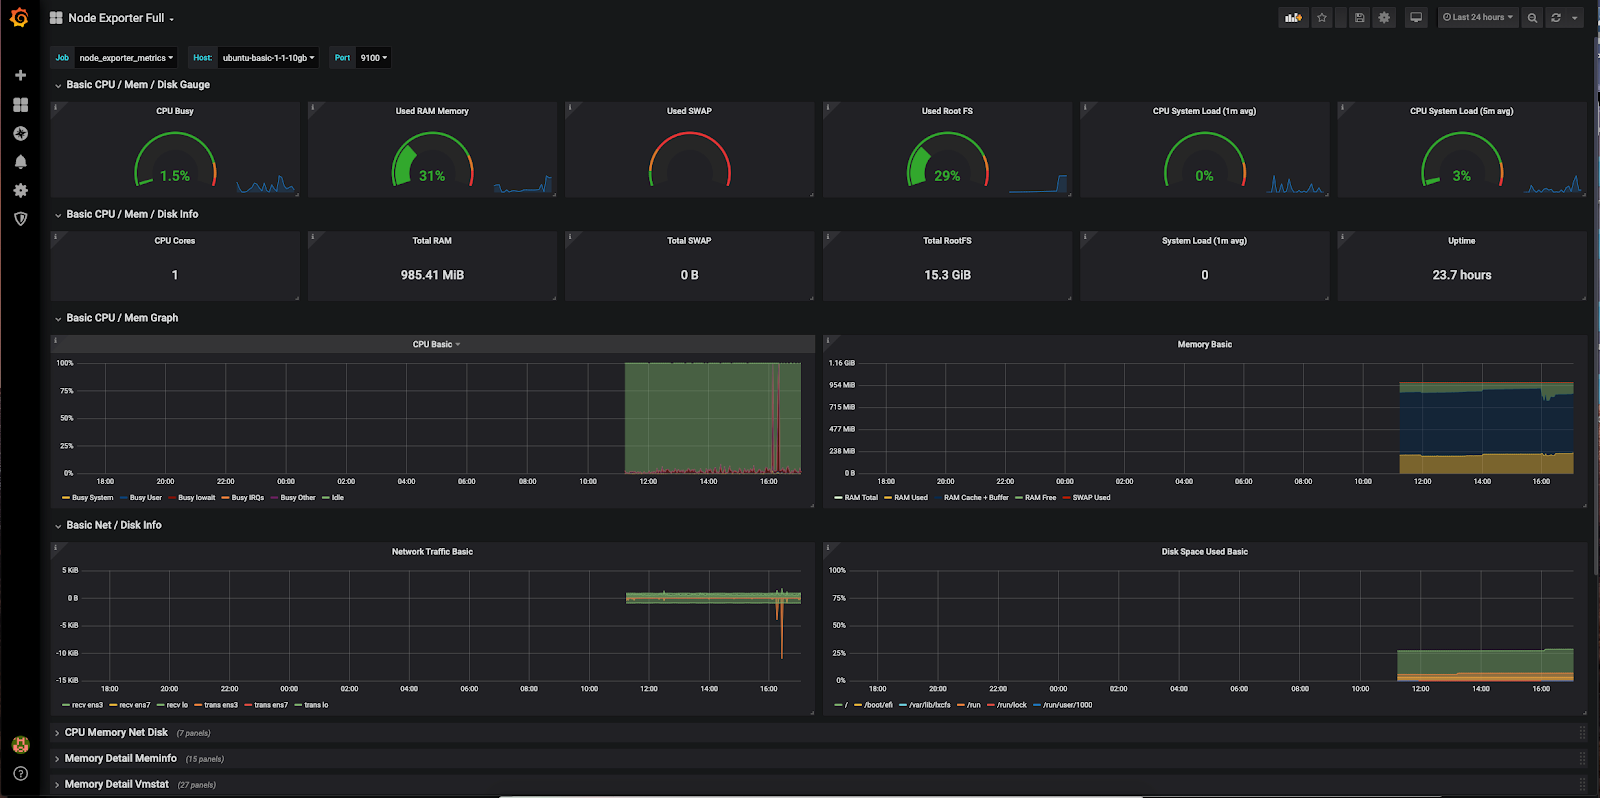 Node Exporter Full
Last 24 hours
Job node_exporter_metrics Host: ubuntu-basic-1-1-10gb Port 9100
Basic CPU / Mem / Disk Gauge
CPU Busy
1.5%
Used RAM Memory
31%
Used SWAP
Used Root FS
29%
CPU System Load (1m avg)
0%
CPU System Load (5m avg)
3%
Basic CPU / Mem / Disk Info
CPU Cores
1
Total RAM
985.41 MiB
Total SWAP
0 B
Total RootFS
15.3 GiB
System Load (1m avg)
0
Uptime
23.7 hours
Basic CPU / Mem Graph
CPU Basic
100%
75%
50%
25%
0%
18:00 20:00 22:00 00:00 02:00 04:00 06:00 08:00 10:00 12:00 14:00 16:00
Busy System Busy User Busy Iowait Busy IRQs Busy Other Idle
Memory Basic
1.16 GiB
954 MiB
715 MiB
477 MiB
238 MiB
0 B
18:00 20:00 22:00 00:00 02:00 04:00 06:00 08:00 10:00 12:00 14:00 16:00
RAM Total RAM Used RAM Cache + Buffer RAM Free SWAP Used
Basic Net / Disk Info
Network Traffic Basic
5 KiB
0 B
-5 KiB
-10 KiB
-15 KiB
18:00 20:00 22:00 00:00 02:00 04:00 06:00 08:00 10:00 12:00 14:00 16:00
recv ens3 recv ens7 recv lo trans ens3 trans ens7 trans lo
Disk Space Used Basic
100%
75%
50%
25%
0%
18:00 20:00 22:00 00:00 02:00 04:00 06:00 08:00 10:00 12:00 14:00 16:00
/ /boot/efi /var/lib/lxcfs /run /run/lock /run/user/1000
CPU Memory Net Disk (7 panels)
Memory Detail Meminfo (15 panels)
Memory Detail Vmstat (27 panels)